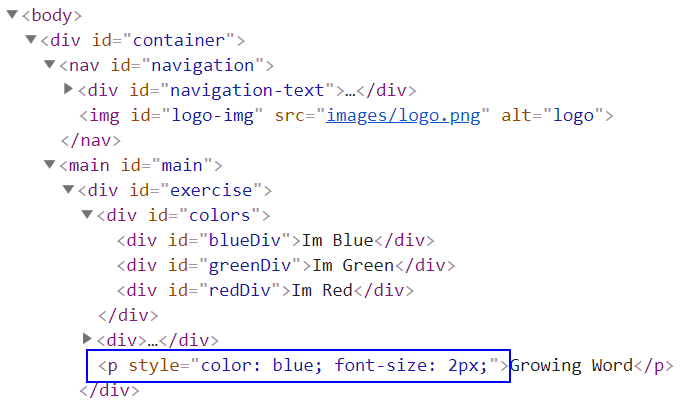 <body>
<div id="container">
<nav id="navigation">
<div id="navigation-text">…</div>
<img id="logo-img" src="images/logo.png" alt="logo">
</nav>
<main id="main">
<div id="exercise">
<div id="colors">
<div id="blueDiv">Im Blue</div>
<div id="greenDiv">Im Green</div>
<div id="redDiv">Im Red</div>
</div>
<div>…</div>
<p style="color: blue; font-size: 2px;">Growing Word</p>
</div>